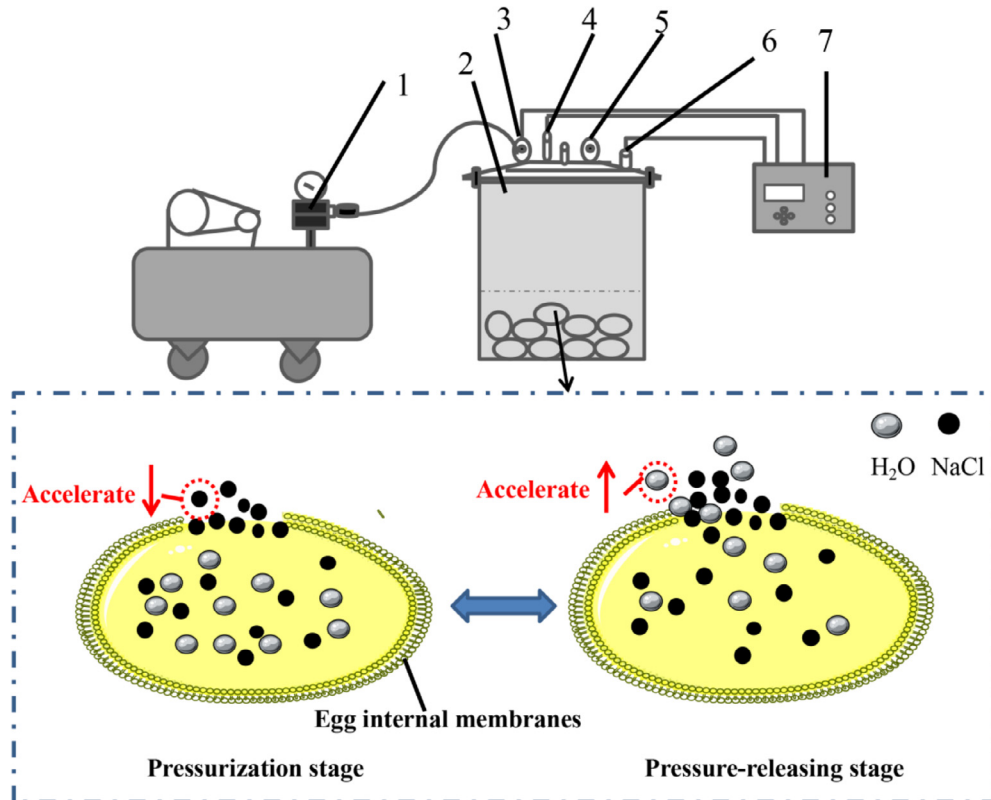 3
4
5
6
7
1
2
H₂O
NaCl
Accelerate
Accelerate
Egg internal membranes
Pressurization stage
Pressure-releasing stage